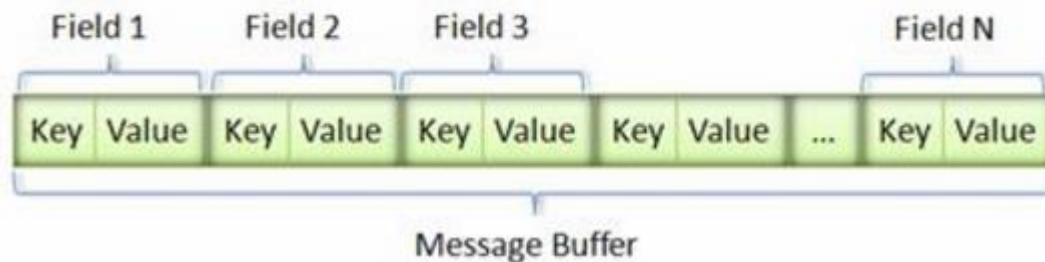 Field 1 Field 2 Field 3 Field N
Key Value Key Value Key Value Key Value ... Key Value
Message Buffer